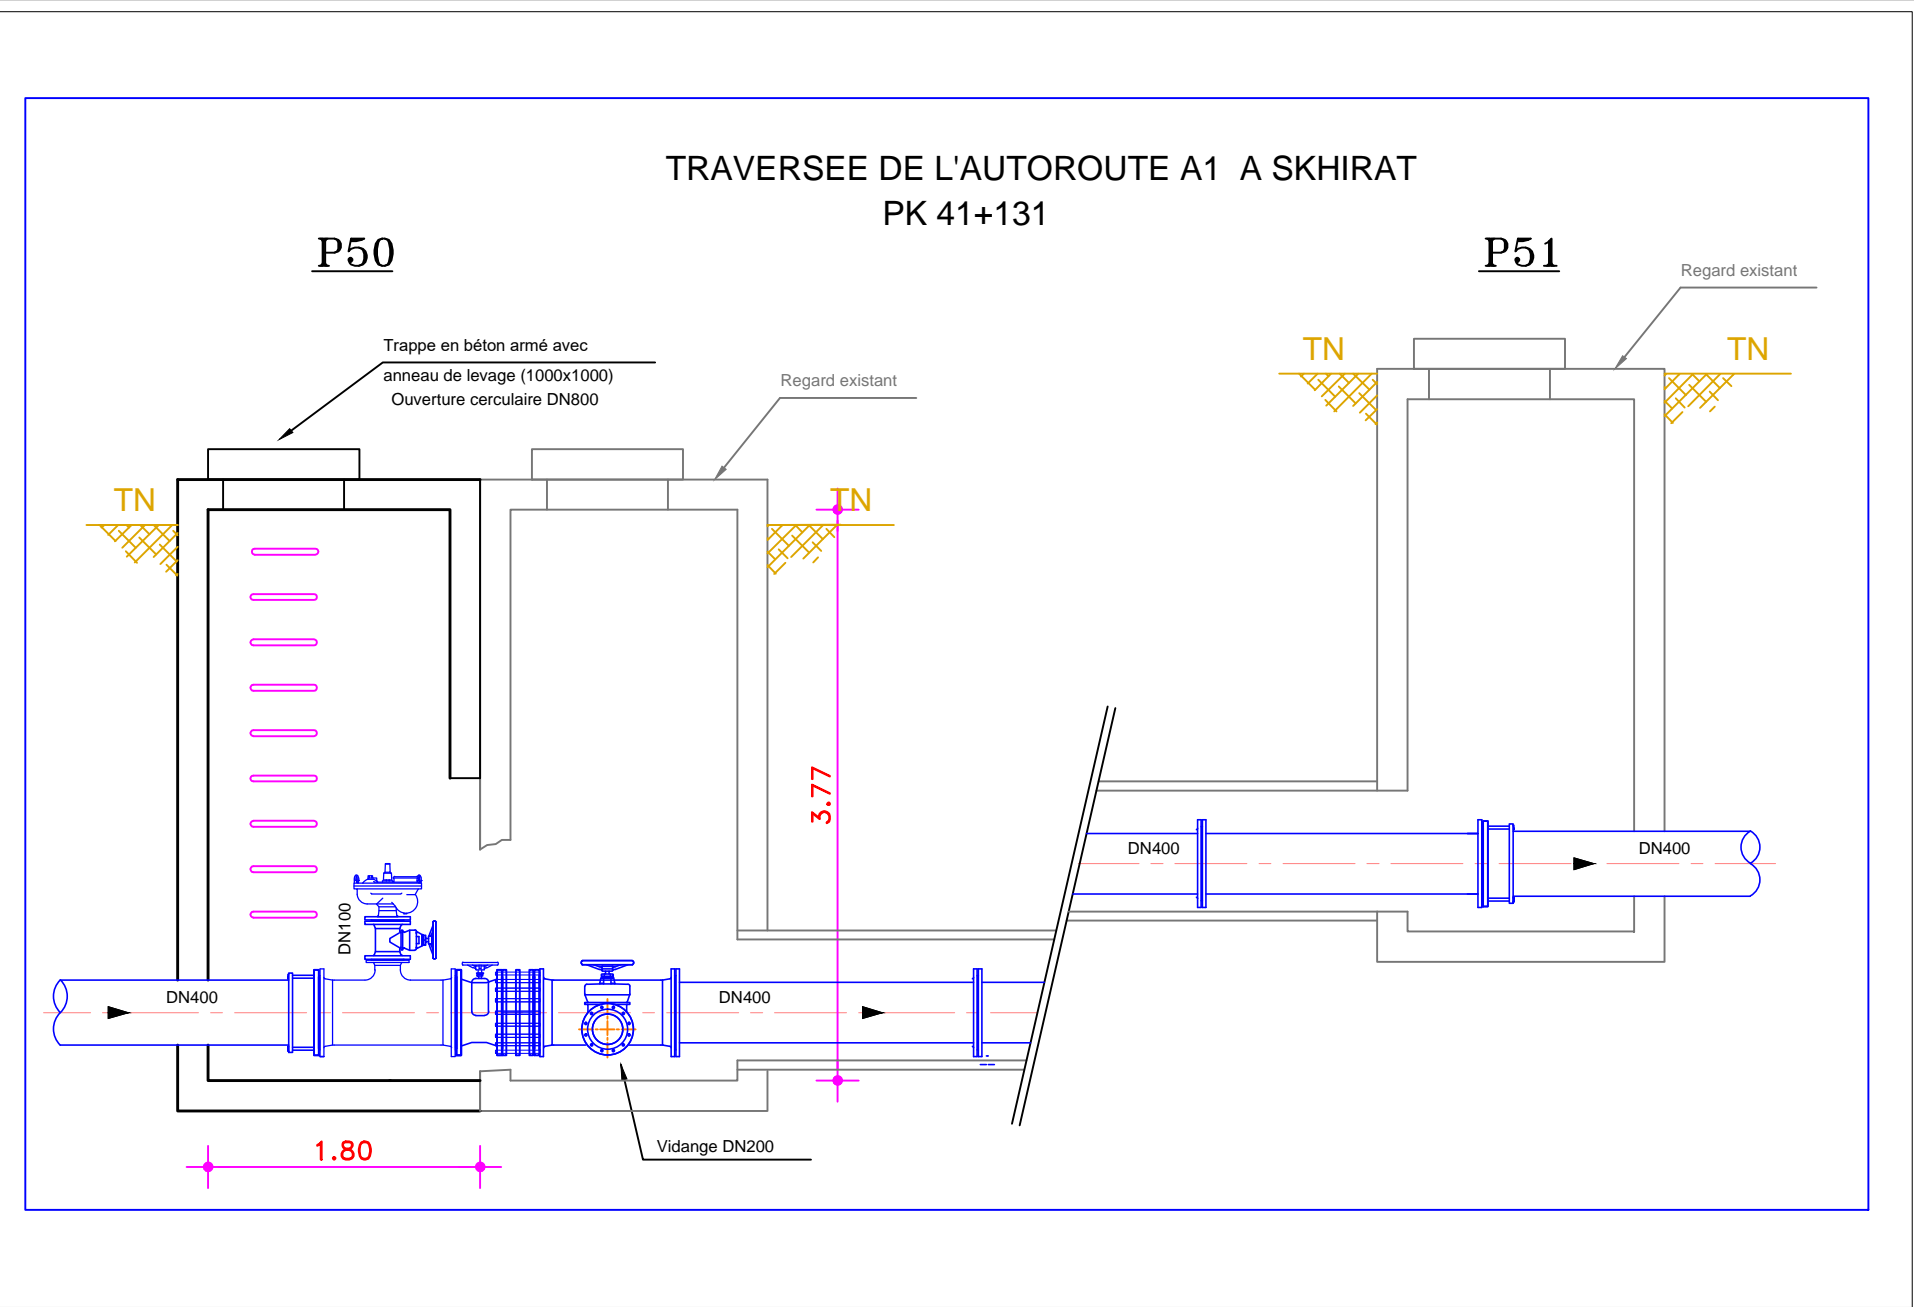 TRAVERSEE DE L'AUTOROUTE A1 A SKHIRAT
PK 41+131
P50
P51
Regard existant
Trappe en béton armé avec
anneau de levage (1000x1000)
Ouverture cerculaire DN800
Regard existant
TN
TN
TN
TN
3.77
DN100
DN400
DN400
DN400
DN400
Vidange DN200
1.80